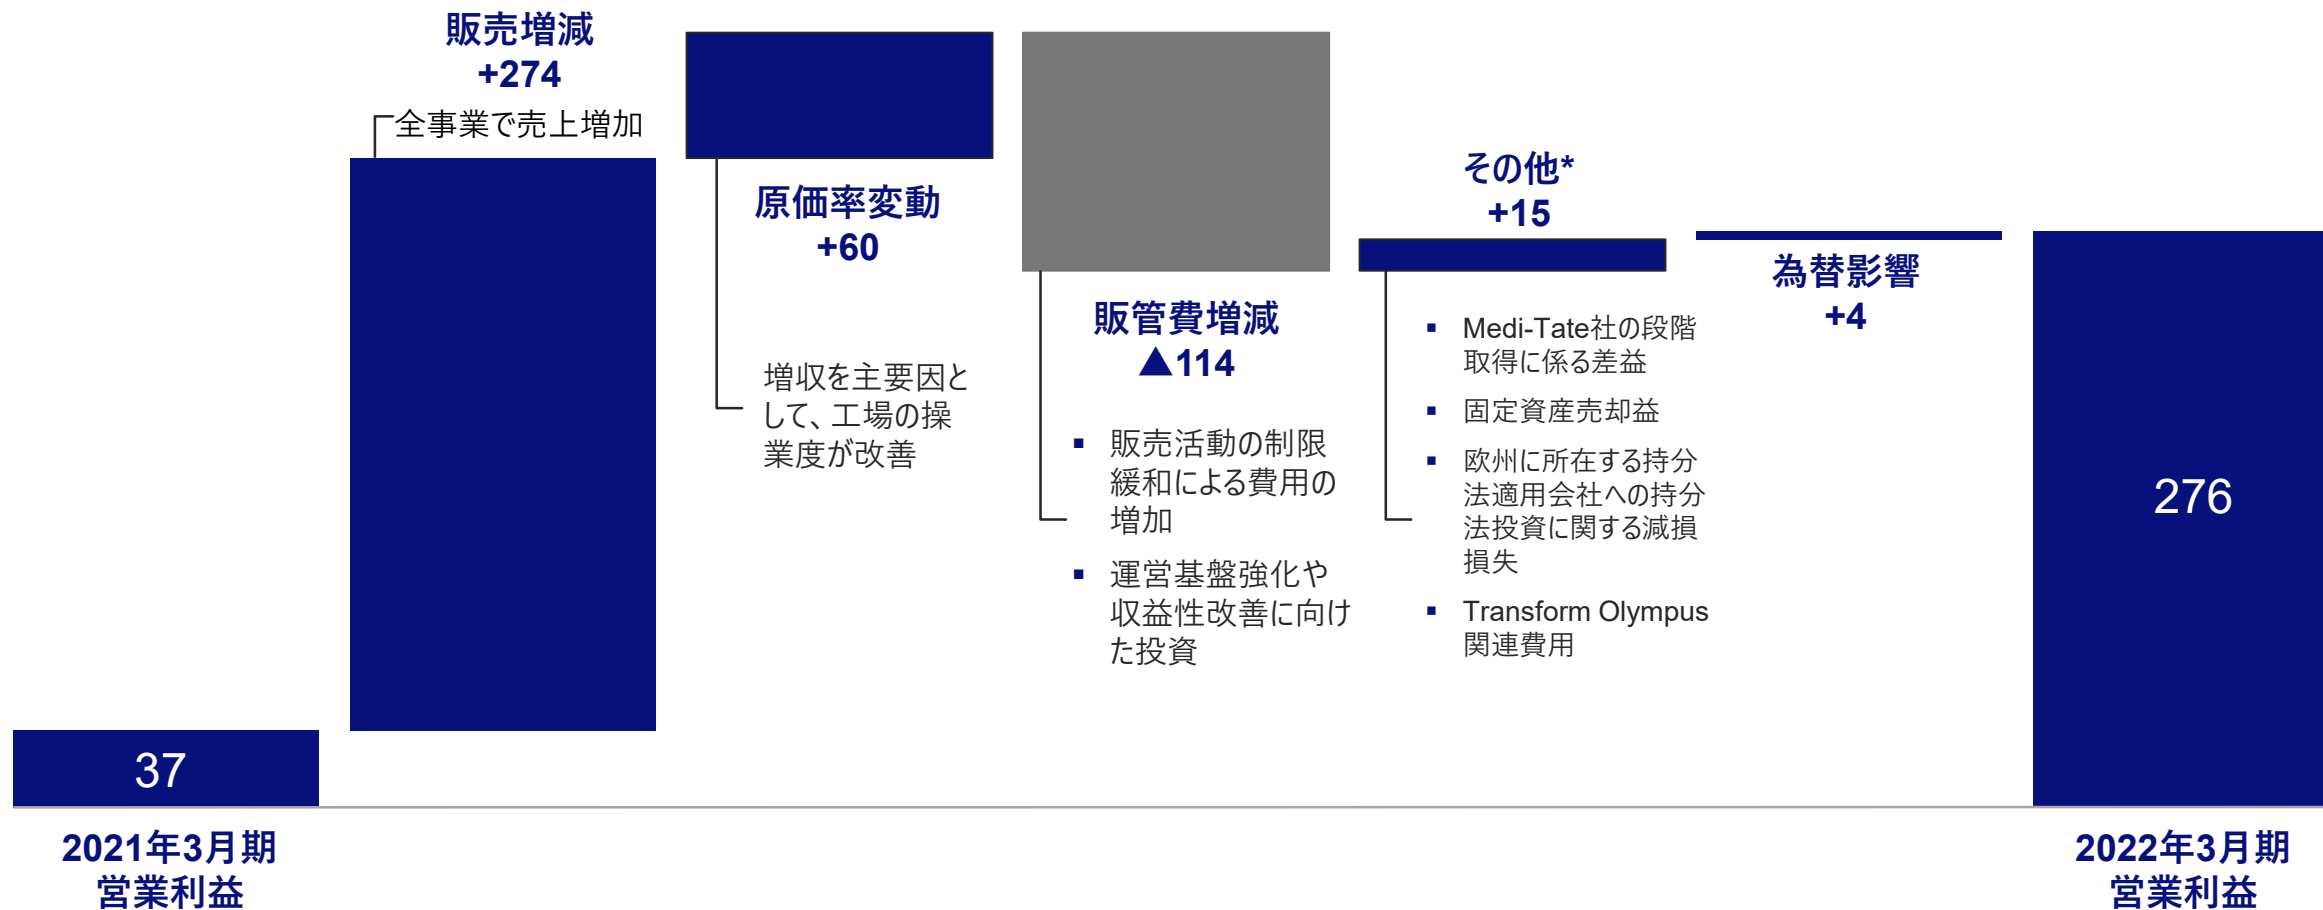 販売増減
+274
全事業で売上増加
原価率変動
+60
増収を主要因と
して、工場の操
業度が改善
販管費増減
▲114
▪ 販売活動の制限
緩和による費用の
増加
▪ 運営基盤強化や
収益性改善に向け
た投資
その他*
+15
▪ Medi-Tate社の段階
取得に係る差益
▪ 固定資産売却益
▪ 欧州に所在する持分
法適用会社への持分
法投資に関する減損
損失
▪ Transform Olympus
関連費用
為替影響
+4
37
276
2021年3月期
営業利益
2022年3月期
営業利益